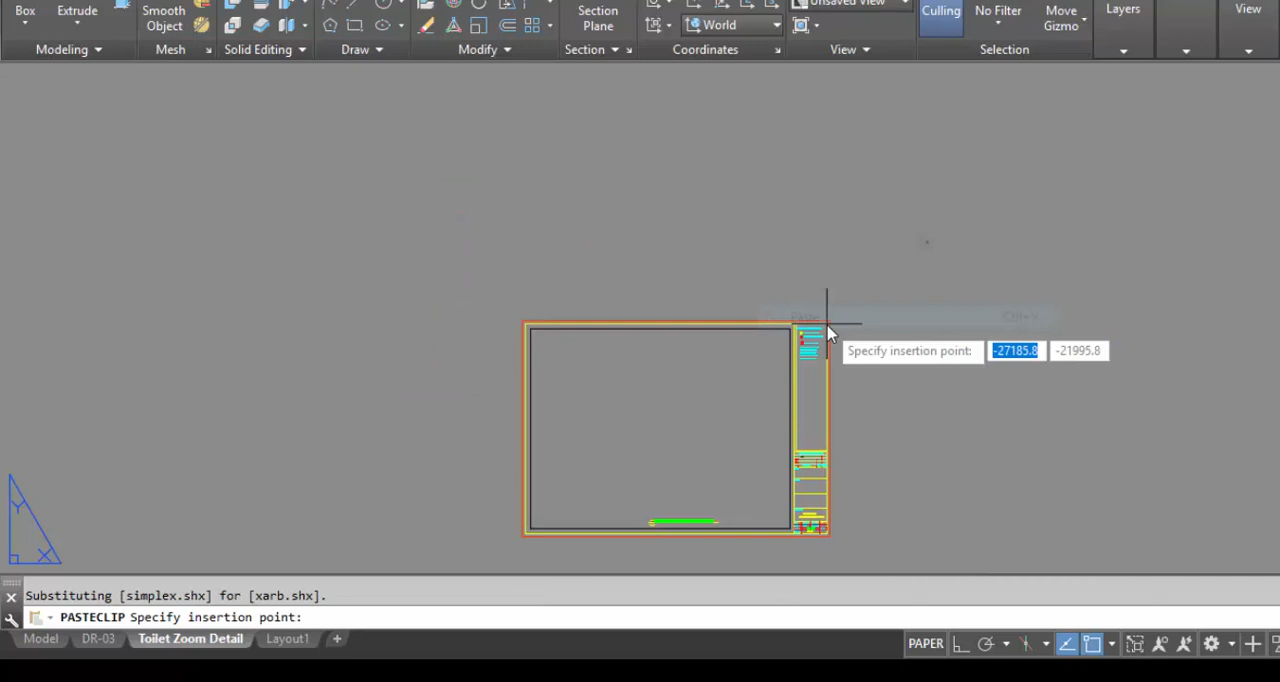 Box Extrude Smooth Object
Section Plane
World
Unsaved View
Culling
No Filter
Move Gizmo
Layers
View
Modeling Mesh Solid Editing Draw Modify Section Coordinates View Selection
Paste Ctrl+V
Specify insertion point: -27185.8 -21995.8
Y
X
Substituting [simplex.shx] for [xarb.shx].
PASTECLIP Specify insertion point:
Model DR-03 Toilet Zoom Detail Layout1 +
PAPER